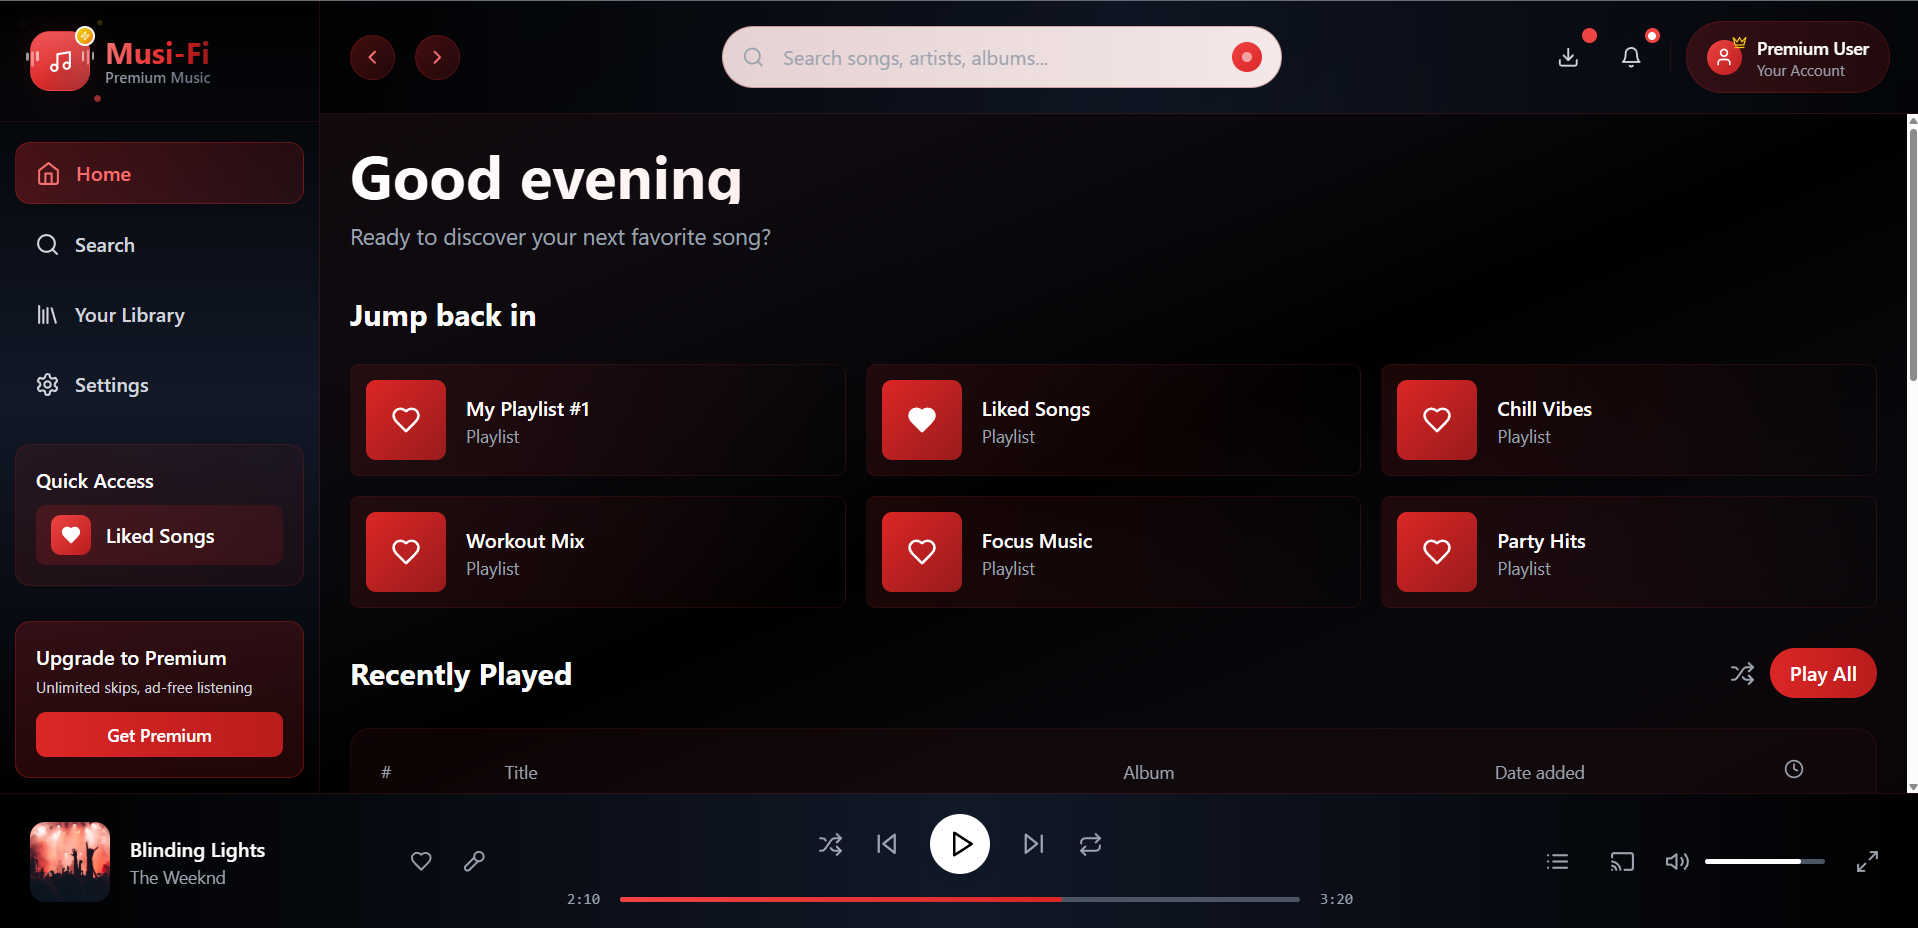 Musi-Fi
Premium Music
Search songs, artists, albums...
Premium User
Your Account
Home
Search
Your Library
Settings
Quick Access
Liked Songs
Upgrade to Premium
Unlimited skips, ad-free listening
Get Premium
Good evening
Ready to discover your next favorite song?
Jump back in
My Playlist #1
Playlist
Liked Songs
Playlist
Chill Vibes
Playlist
Workout Mix
Playlist
Focus Music
Playlist
Party Hits
Playlist
Recently Played
Play All
# Title Album Date added
Blinding Lights
The Weeknd
2:10
3:20